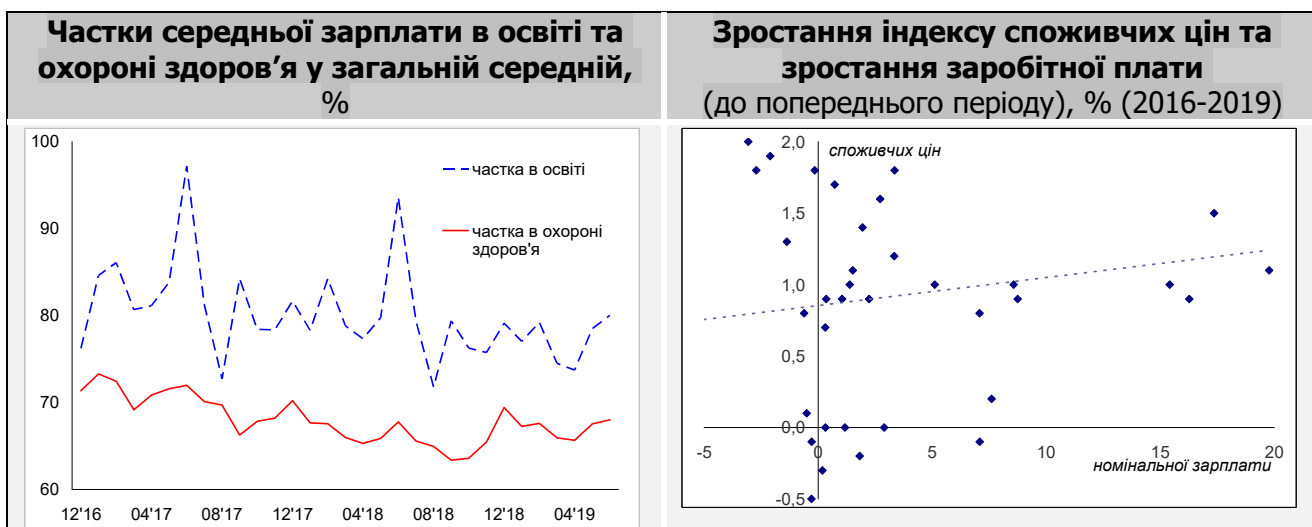 Частки середньої зарплати в освіті та
охороні здоров’я у загальній середній,
%
Зростання індексу споживчих цін та
зростання заробітної плати
(до попереднього періоду), % (2016-2019)
100
90
80
70
60
частка в освіті
частка в охороні
здоров'я
12'16 04'17 08'17 12'17 04'18 08'18 12'18 04'19
2,0
1,5
1,0
0,5
0,0
-0,5
споживчих цін
-5 0 5 10 15 20
номінальної зарплати